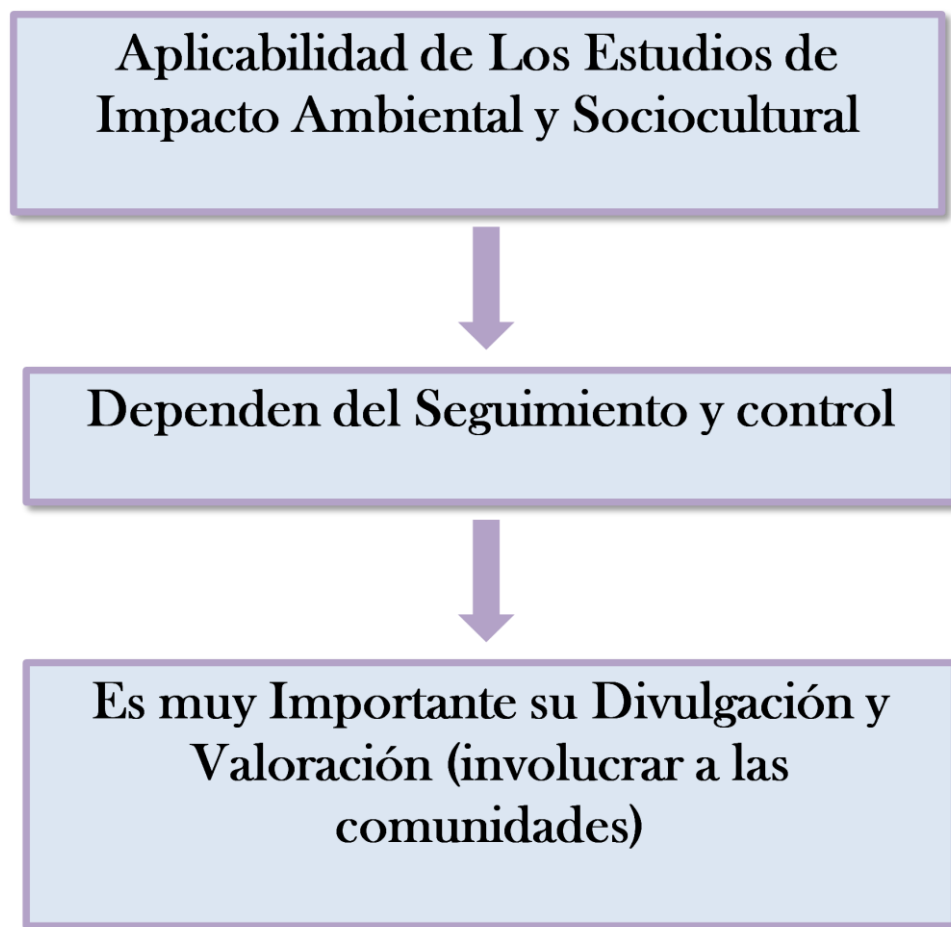 Aplicabilidad de Los Estudios de
Impacto Ambiental y Sociocultural
Dependen del Seguimiento y control
Es muy Importante su Divulgación y
Valoración (involucrar a las
comunidades)